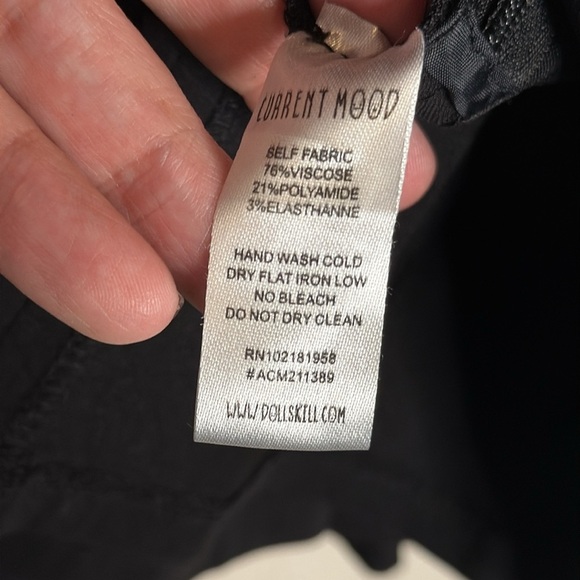 CURRENT MOOD
SELF FABRIC
76%VISCOSE
21%POLYAMIDE
3%ELASTHANNE
HAND WASH COLD
DRY FLAT IRON LOW
NO BLEACH
DO NOT DRY CLEAN
RN102181958
#ACM211389
WWW.DOLLSKILL.COM